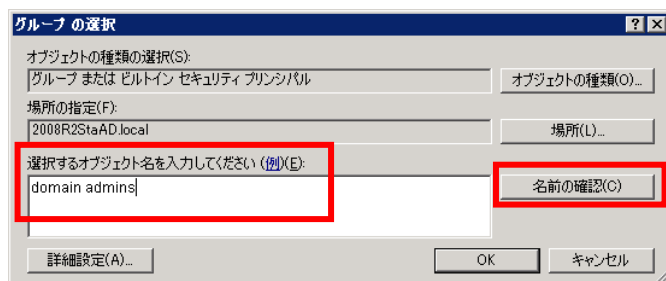 グループ の選択
オブジェクトの種類の選択(S):
グループ または ビルトイン セキュリティ プリンシパル
オブジェクトの種類(O)...
場所の指定(F):
2008R2StaAD.local
場所(L)...
選択するオブジェクト名を入力してください (例)(E):
domain admins
名前の確認(C)
詳細設定(A)...
OK
キャンセル